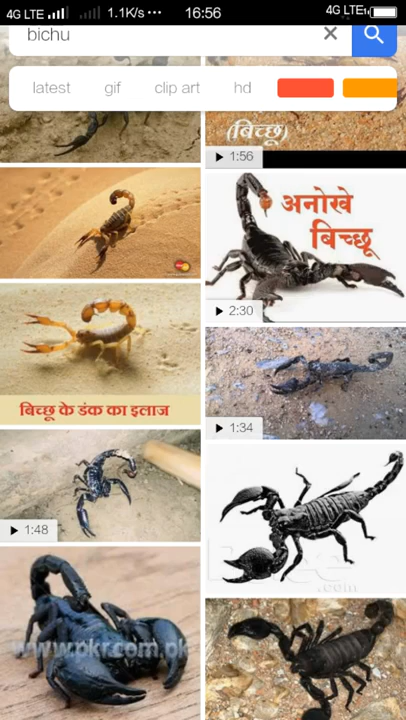 4G LTE 1.1K/s ••• 16:56 4G LTE
bichu
latest gif clip art hd
(बिच्छू)
1:56
अनोखे
बिच्छू
2:30
बिच्छू के डंक का इलाज
1:34
1:48
.com
www.pkr.com.pk